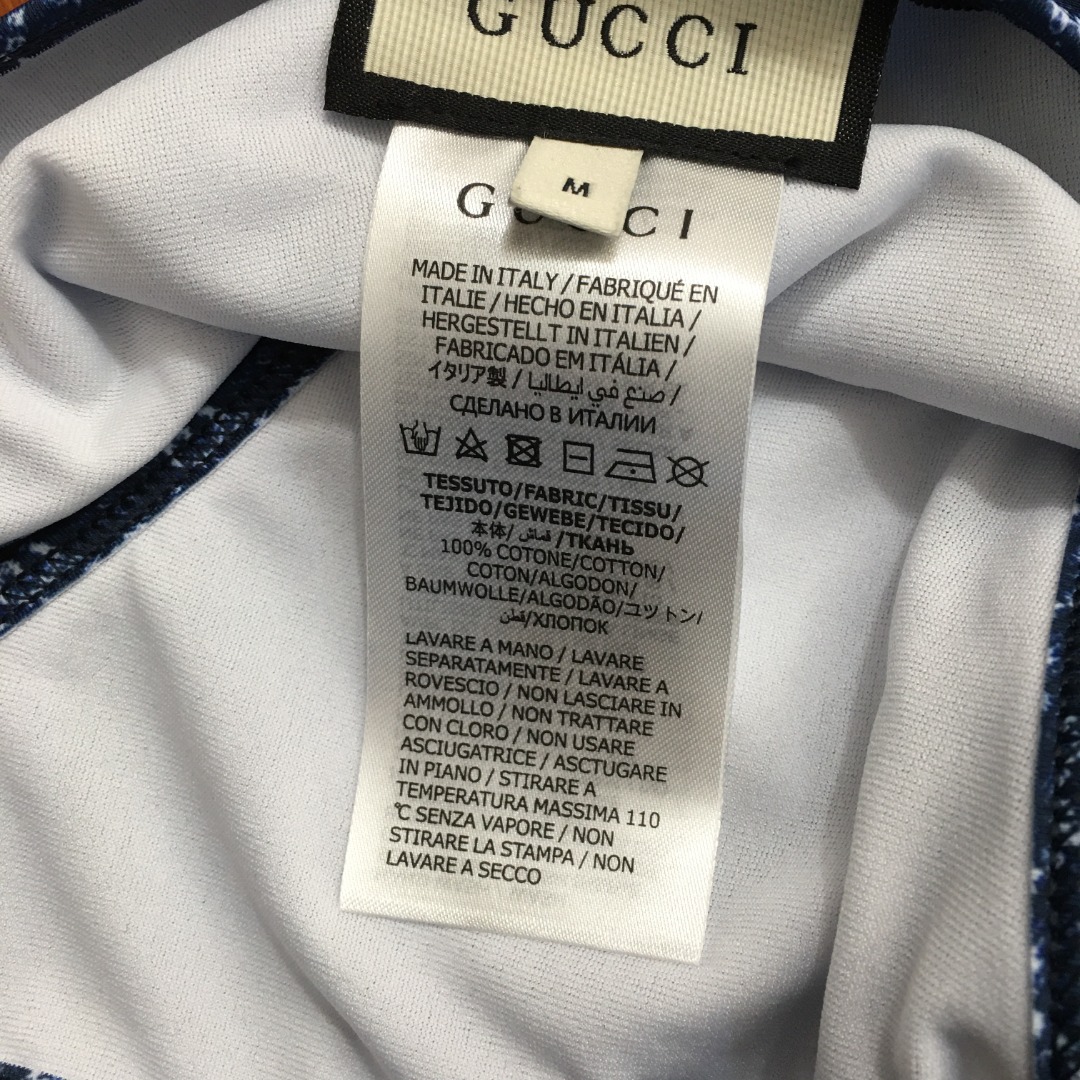 GUCCI
M
G CI
MADE IN ITALY / FABRIQUÉ EN
ITALIE / HECHO EN ITALIA /
HERGESTELLT IN ITALIEN /
FABRICADO EM ITÁLIA /
イタリア製 / صنع في ايطاليا /
СДЕЛАНО В ИТАЛИИ
TESSUTO/FABRIC/TISSU/
TEJIDO/GEWEBE/TECIDO/
本体/ قماش /ТКАНЬ
100% COTONE/COTTON/
COTON/ALGODON/
BAUMWOLLE/ALGODÃO/ユットン/
قطن/ХЛОПОК
LAVARE A MANO / LAVARE
SEPARATAMENTE / LAVARE A
ROVESCIO / NON LASCIARE IN
AMMOLLO / NON TRATTARE
CON CLORO / NON USARE
ASCIUGATRICE / ASCTUGARE
IN PIANO / STIRARE A
TEMPERATURA MASSIMA 110
℃ SENZA VAPORE / NON
STIRARE LA STAMPA / NON
LAVARE A SECCO